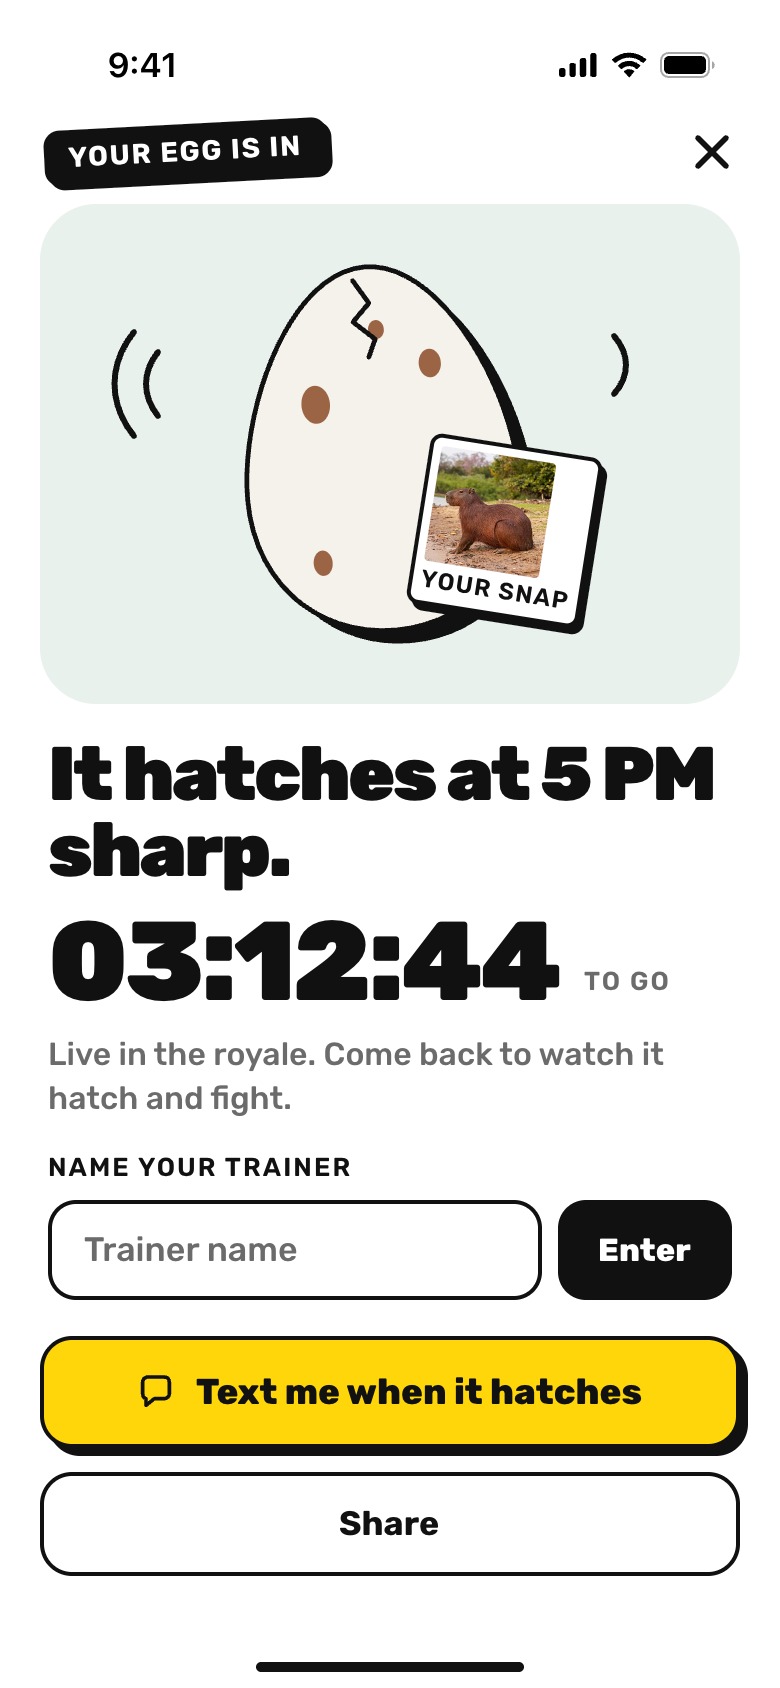 9:41
YOUR EGG IS IN
YOUR SNAP
It hatches at 5 PM
sharp.
03:12:44 TO GO
Live in the royale. Come back to watch it
hatch and fight.
NAME YOUR TRAINER
Trainer name
Enter
Text me when it hatches
Share